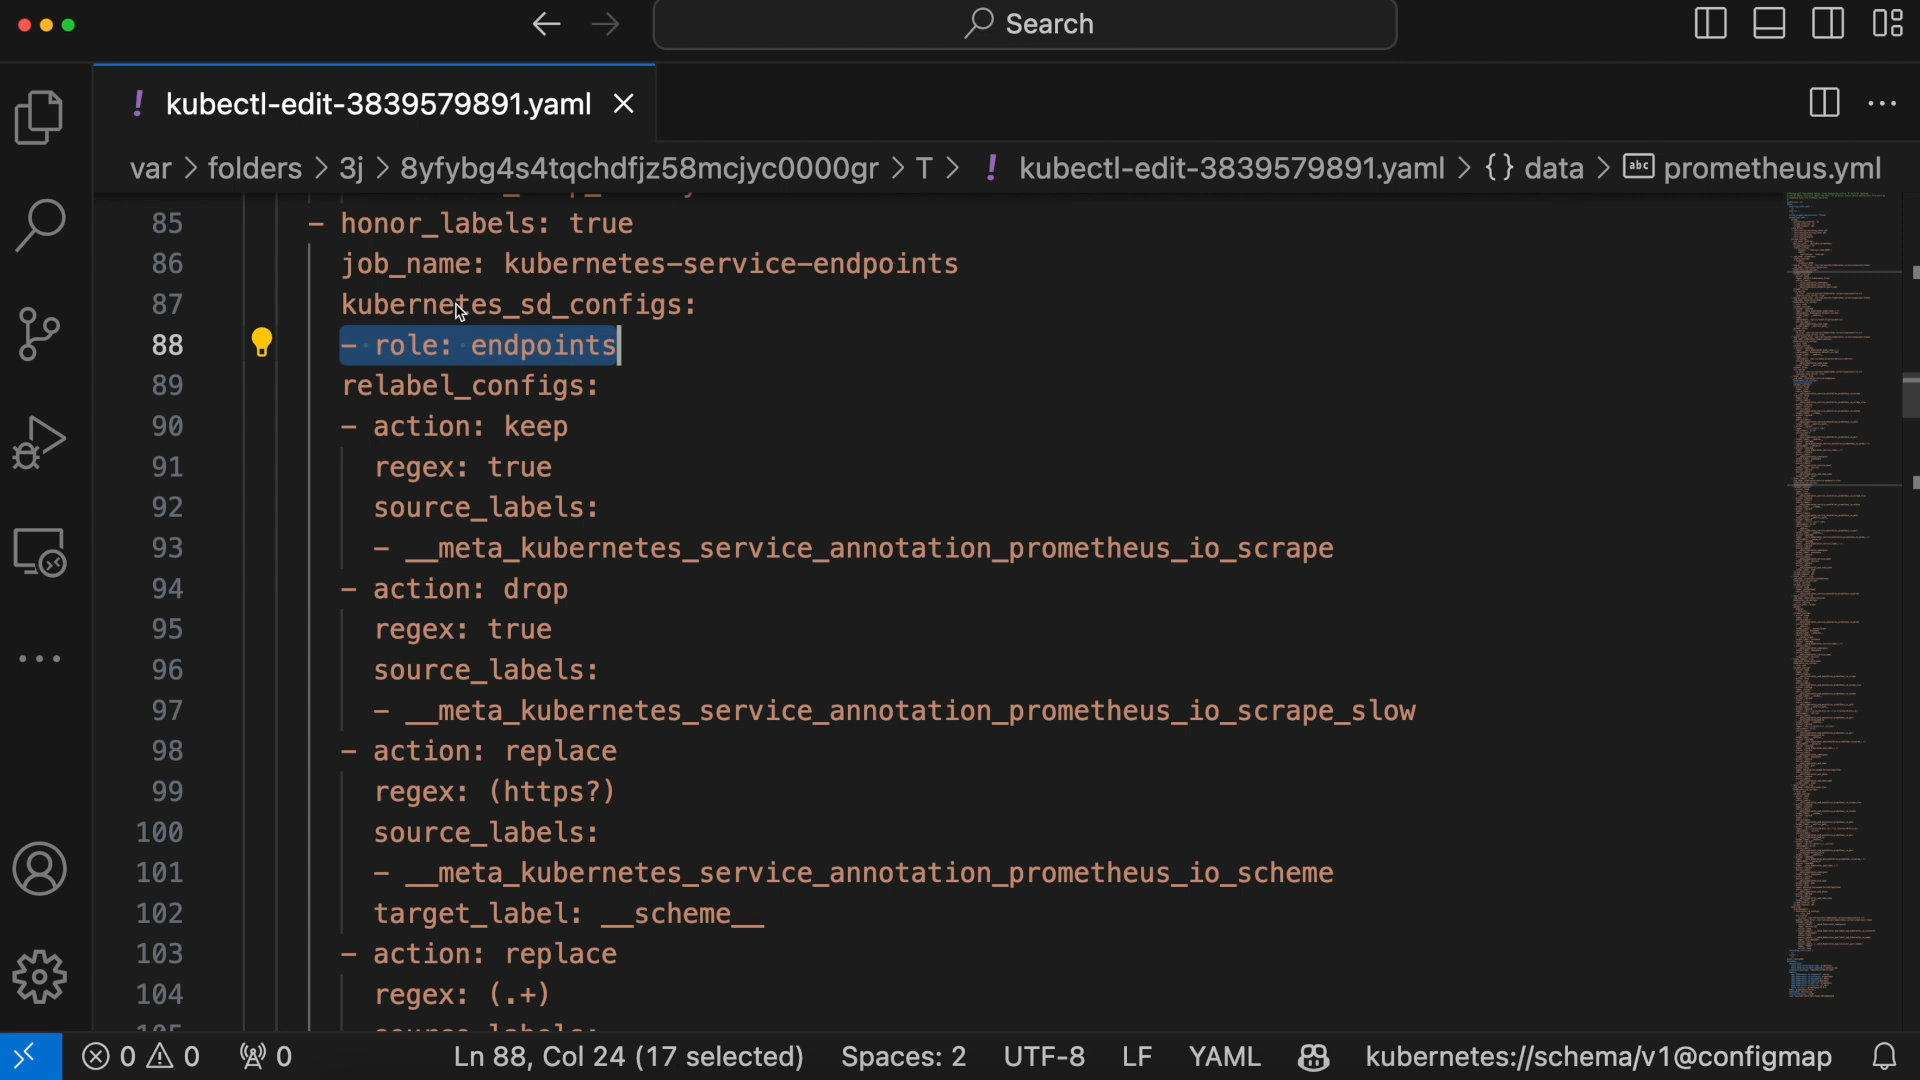 Search
! kubectl-edit-3839579891.yaml
var > folders > 3j > 8yfybg4s4tqchdfjz58mcjyc0000gr > T > ! kubectl-edit-3839579891.yaml > {} data > abc prometheus.yml
85 - honor_labels: true
86 job_name: kubernetes-service-endpoints
87 kubernetes_sd_configs:
88 - role: endpoints
89 relabel_configs:
90 - action: keep
91 regex: true
92 source_labels:
93 - __meta_kubernetes_service_annotation_prometheus_io_scrape
94 - action: drop
95 regex: true
96 source_labels:
97 - __meta_kubernetes_service_annotation_prometheus_io_scrape_slow
98 - action: replace
99 regex: (https?)
100 source_labels:
101 - __meta_kubernetes_service_annotation_prometheus_io_scheme
102 target_label: __scheme__
103 - action: replace
104 regex: (.+)
105 source_labels:
0 0 0 Ln 88, Col 24 (17 selected) Spaces: 2 UTF-8 LF YAML kubernetes://schema/v1@configmap